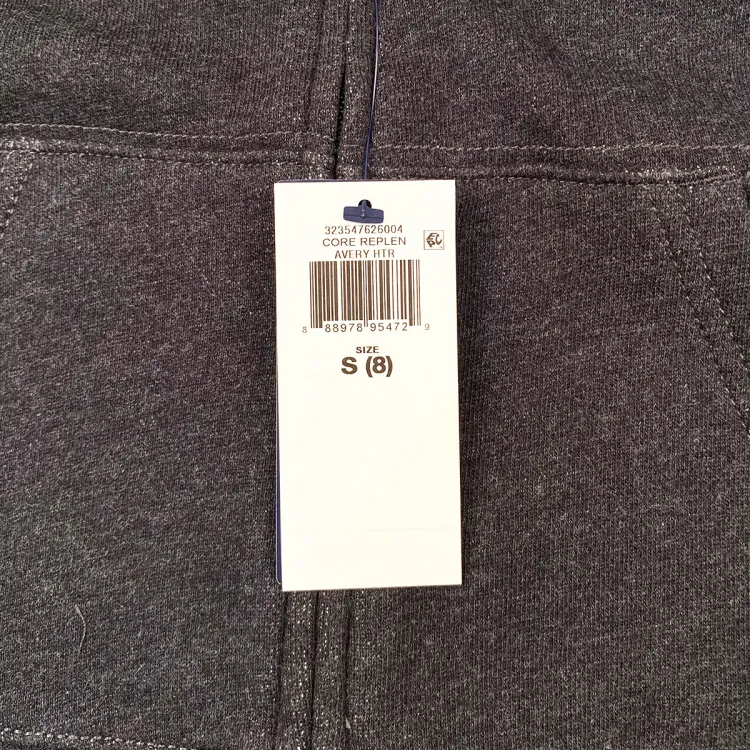 323547626004
CORE REPLEN
AVERY HTR
8 88978 95472 9
SIZE
S (8)